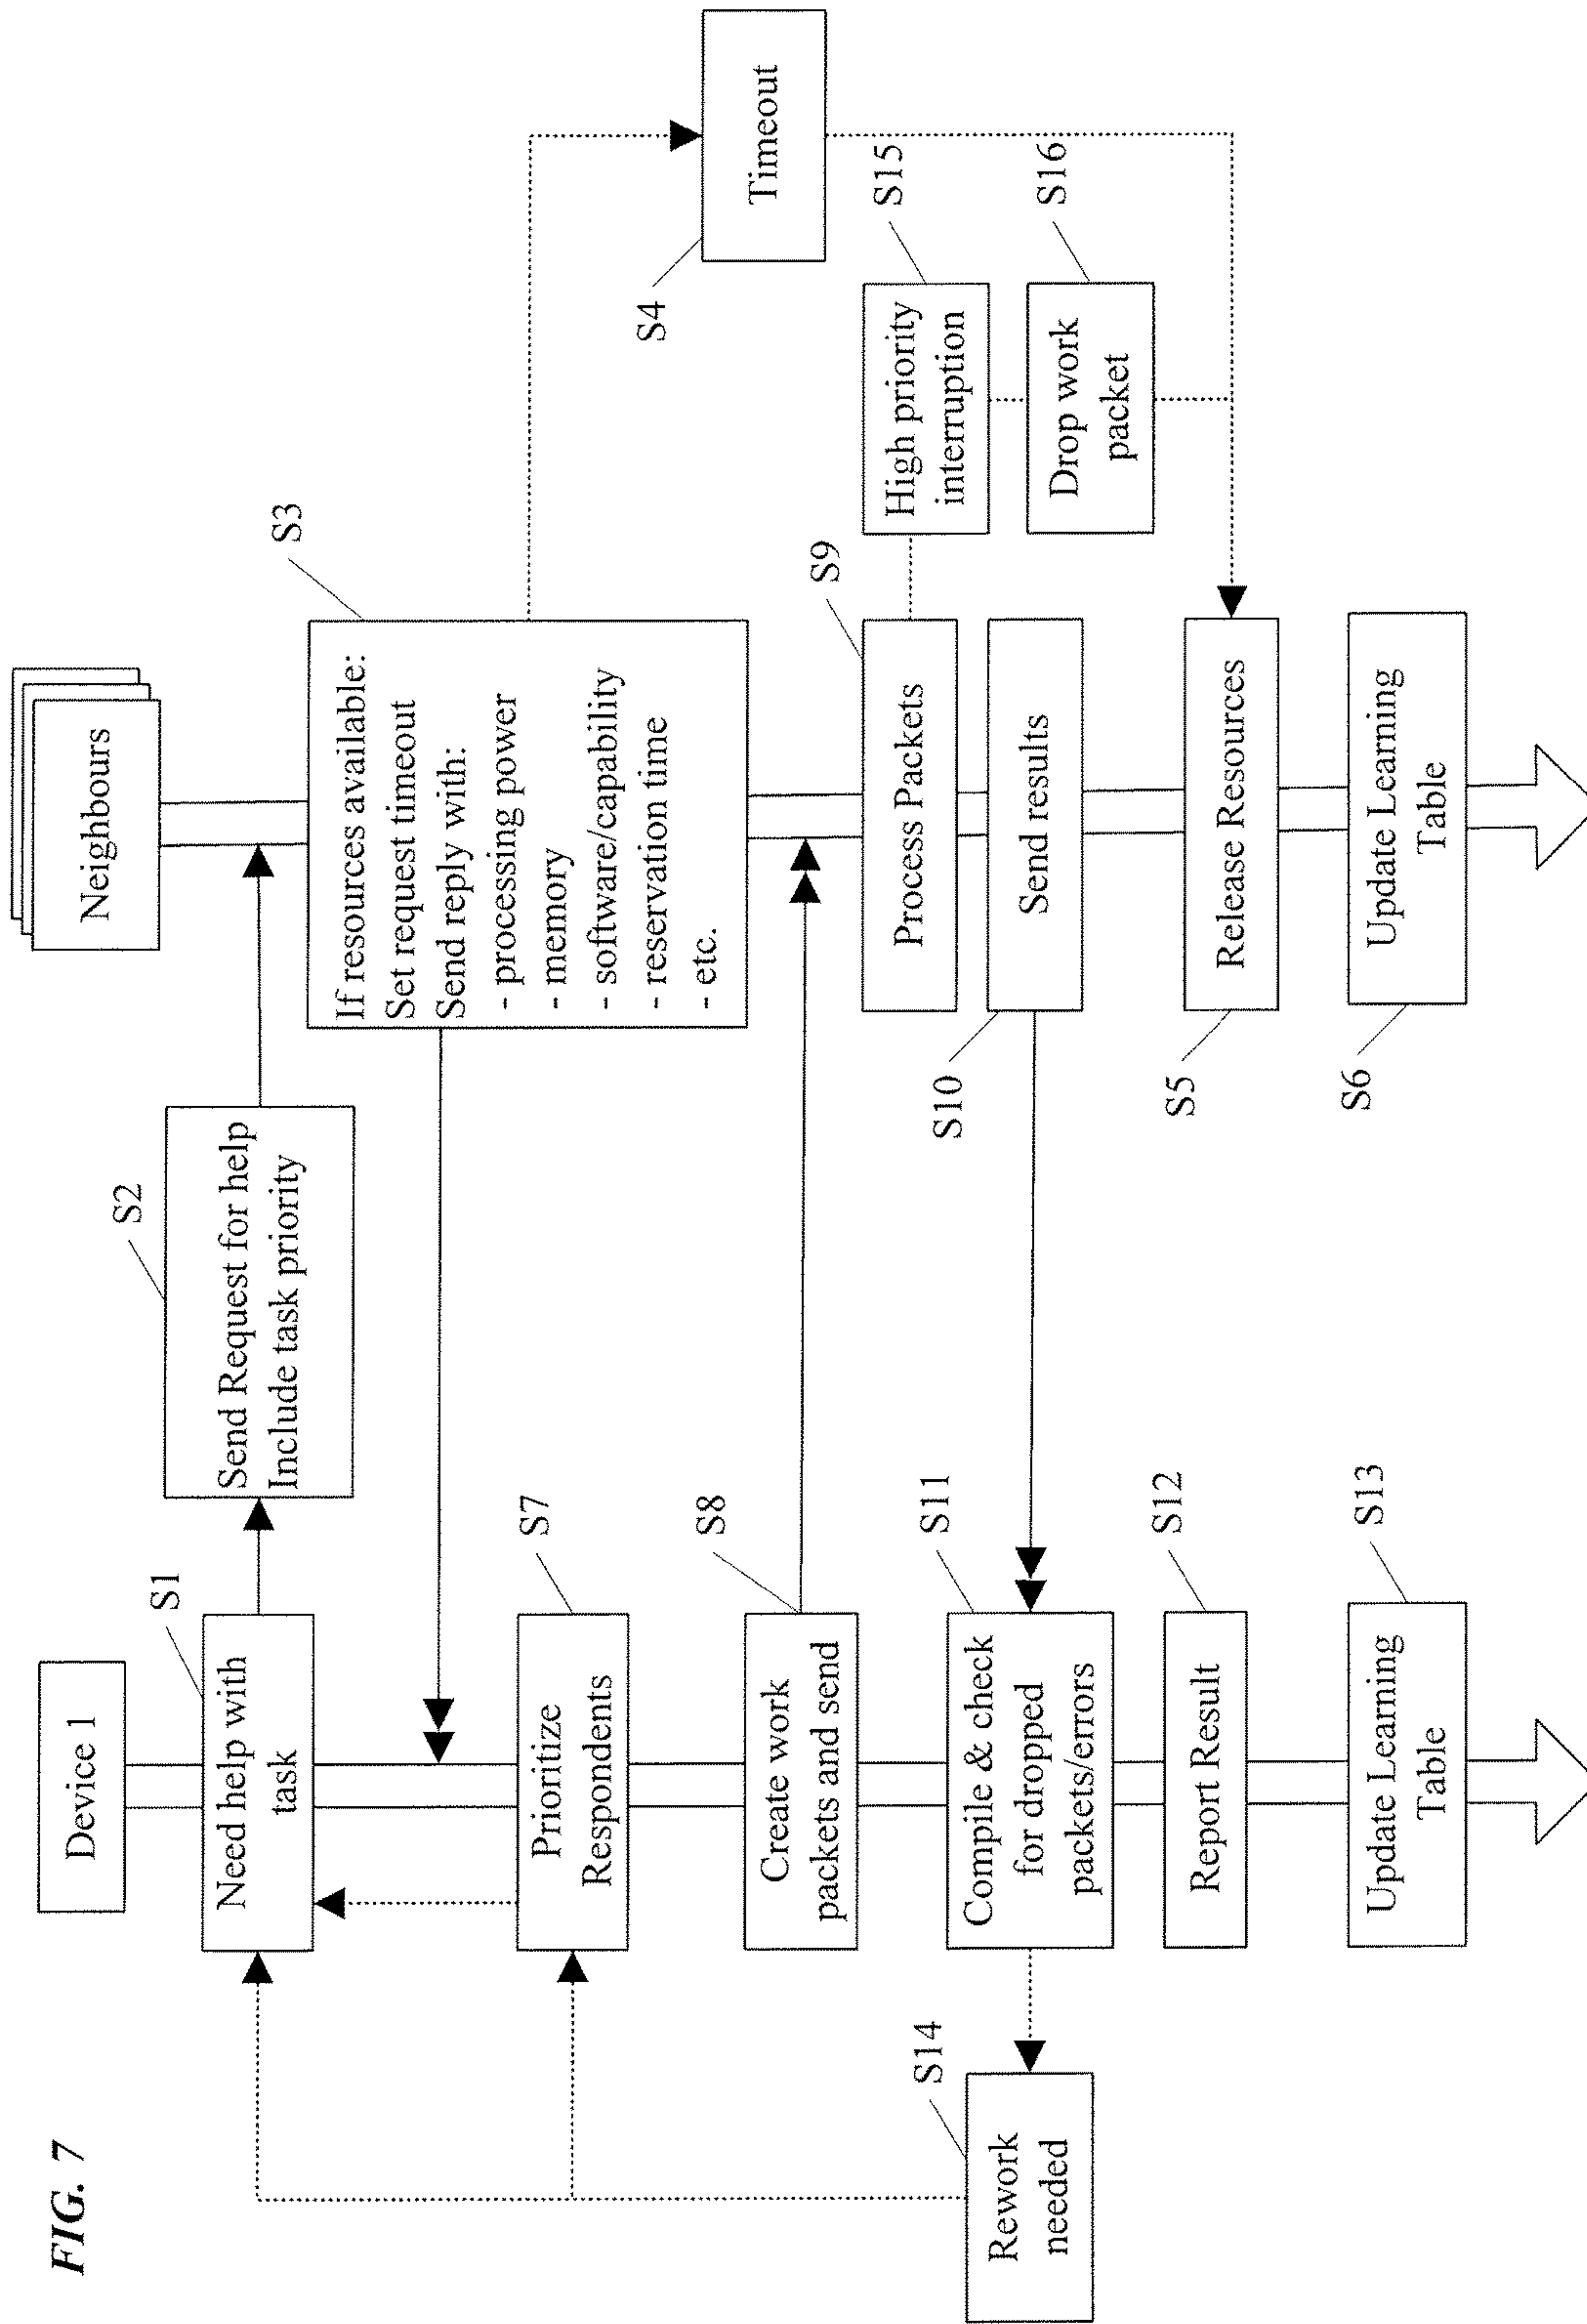 FIG. 7
Device 1
Neighbours
S1
Need help with
task
S2
Send Request for help
Include task priority
S3
If resources available:
Set request timeout
Send reply with:
- processing power
- memory
- software/capability
- reservation time
- etc.
S4
Timeout
S7
Prioritize
Respondents
S8
Create work
packets and send
S9
Process Packets
S15
High priority
interruption
S16
Drop work
packet
S10
Send results
S11
Compile & check
for dropped
packets/errors
S14
Rework
needed
S12
Report Result
S5
Release Resources
S13
Update Learning
Table
S6
Update Learning
Table